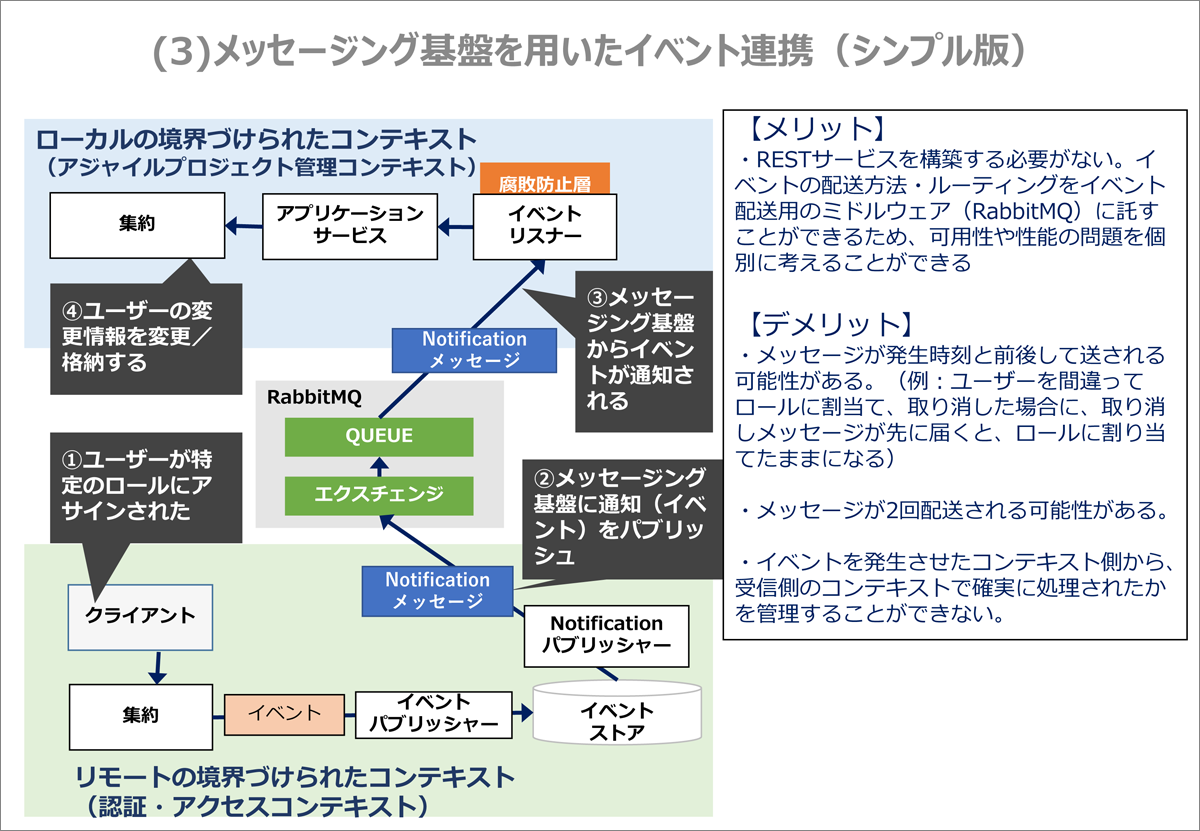 (3)メッセージング基盤を用いたイベント連携（シンプル版）
ローカルの境界づけられたコンテキスト
（アジャイルプロジェクト管理コンテキスト）
腐敗防止層
集約
アプリケーション
サービス
イベント
リスナー
④ユーザーの変
更情報を変更／
格納する
③メッセー
ジング基盤
からイベン
トが通知さ
れる
Notification
メッセージ
RabbitMQ
QUEUE
エクスチェンジ
①ユーザーが特
定のロールにア
サインされた
②メッセージング
基盤に通知（イベ
ント）をパブリッ
シュ
Notification
メッセージ
クライアント
Notification
パブリッシャー
集約
イベント
イベント
パブリッシャー
イベント
ストア
リモートの境界づけられたコンテキスト
（認証・アクセスコンテキスト）
【メリット】
・RESTサービスを構築する必要がない。イ
ベントの配送方法・ルーティングをイベント
配送用のミドルウェア（RabbitMQ）に託す
ことができるため、可用性や性能の問題を個
別に考えることができる
【デメリット】
・メッセージが発生時刻と前後して送される
可能性がある。（例：ユーザーを間違って
ロールに割当て、取り消した場合に、取り消
しメッセージが先に届くと、ロールに割り当
てたままになる）
・メッセージが2回配送される可能性がある。
・イベントを発生させたコンテキスト側から、
受信側のコンテキストで確実に処理されたか
を管理することができない。